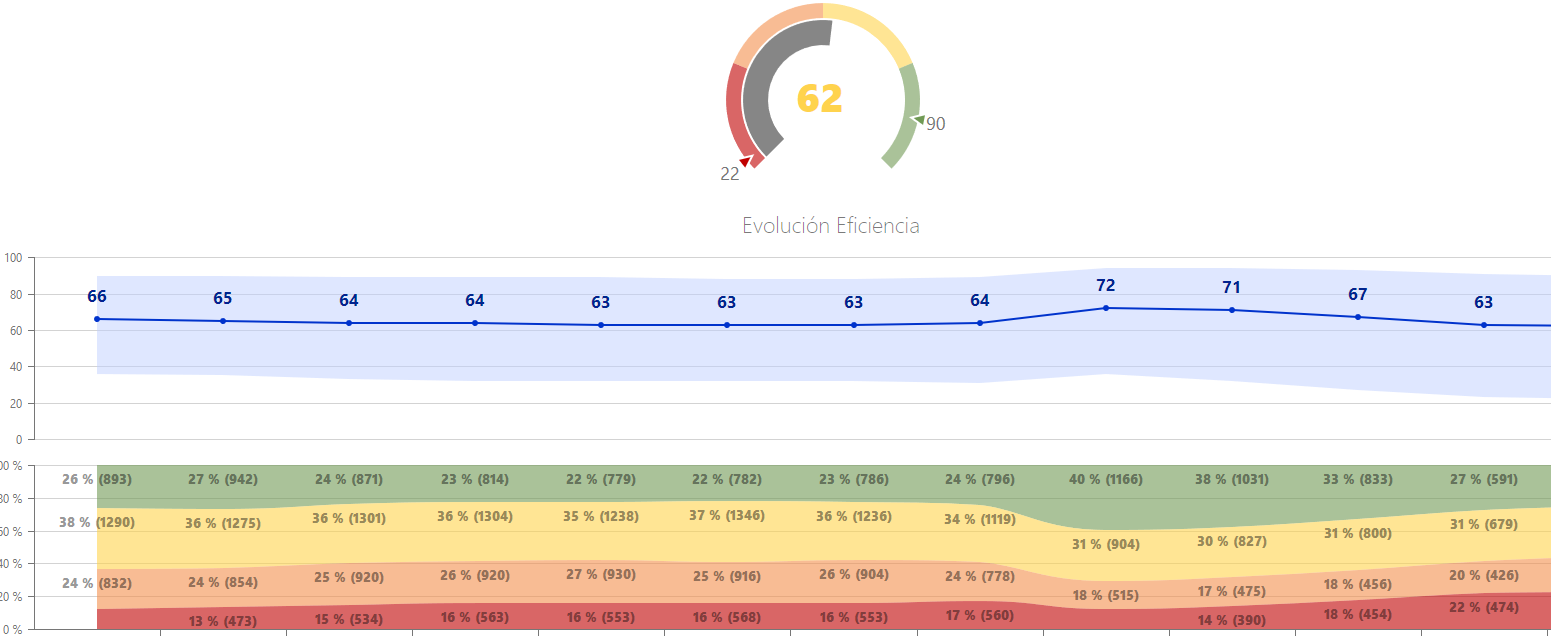 62
90
22
Evolución Eficiencia
100
80
60
40
20
0
66 65 64 64 63 63 63 64 72 71 67 63
00 %
80 %
60 %
40 %
20 %
0 %
26 % (893) 27 % (942) 24 % (871) 23 % (814) 22 % (779) 22 % (782) 23 % (786) 24 % (796) 40 % (1166) 38 % (1031) 33 % (833) 27 % (591)
38 % (1290) 36 % (1275) 36 % (1301) 36 % (1304) 35 % (1238) 37 % (1346) 36 % (1236) 34 % (1119) 31 % (904) 30 % (827) 31 % (800) 31 % (679)
24 % (832) 24 % (854) 25 % (920) 26 % (920) 27 % (930) 25 % (916) 26 % (904) 24 % (778) 18 % (515) 17 % (475) 18 % (456) 20 % (426)
13 % (473) 15 % (534) 16 % (563) 16 % (553) 16 % (568) 16 % (553) 17 % (560) 14 % (390) 18 % (454) 22 % (474)